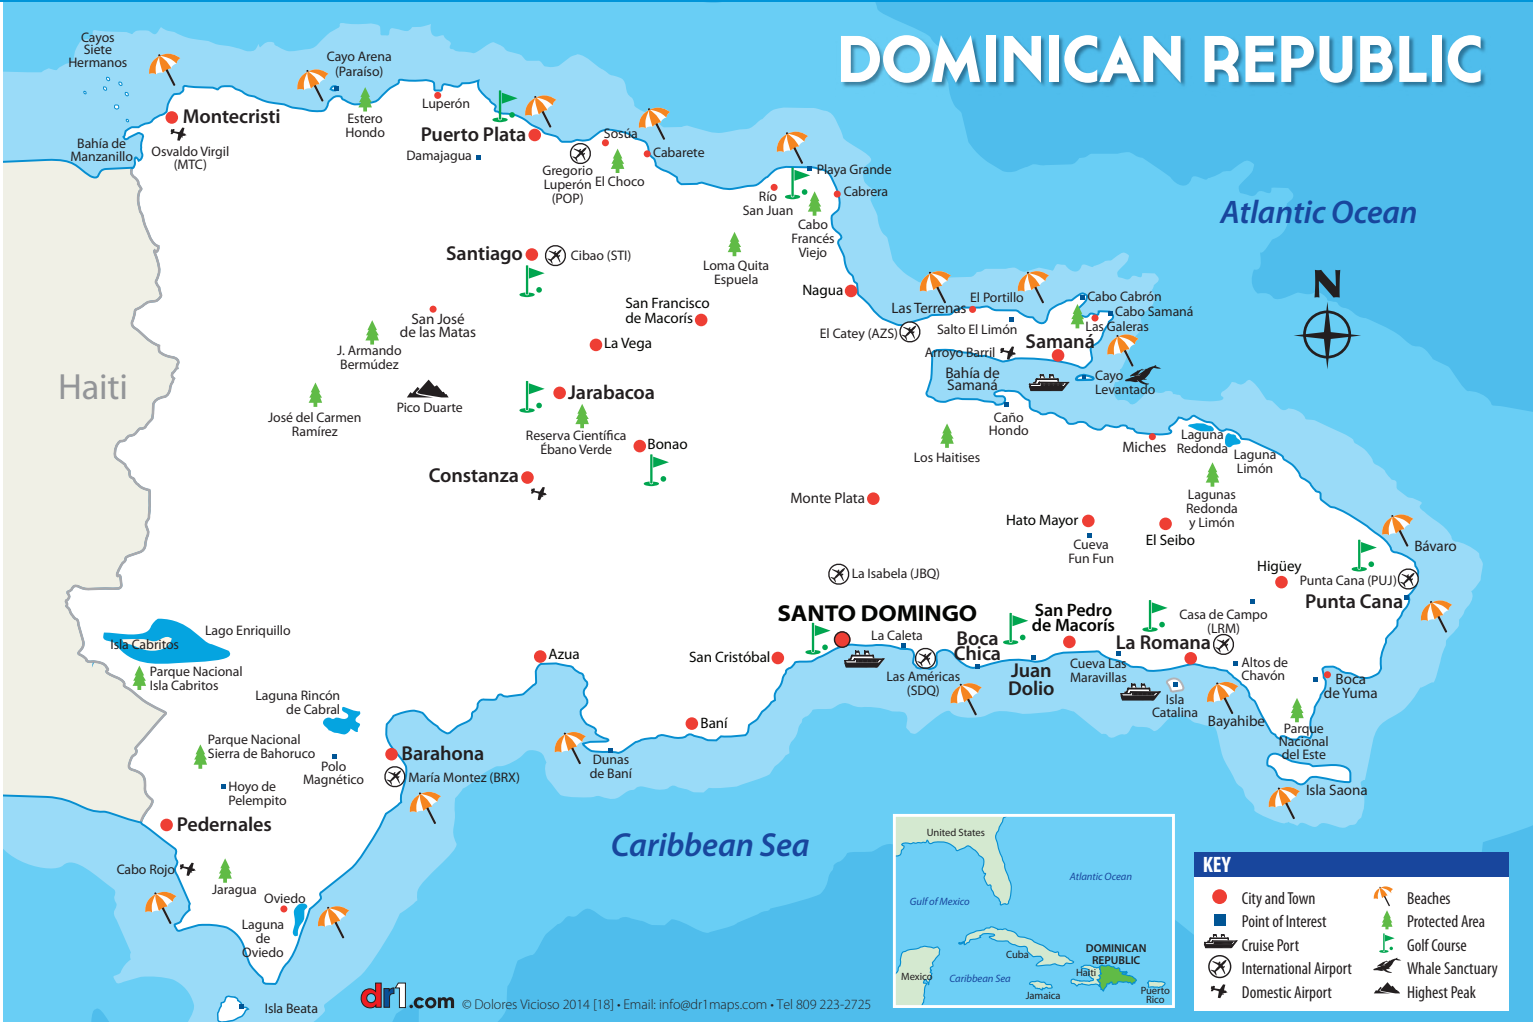 DOMINICAN REPUBLIC
Cayos
Siete
Hermanos
Cayo Arena
(Paraíso)
Montecristi
Bahía de
Manzanillo
Osvaldo Virgil
(MTC)
Estero
Hondo
Luperón
Puerto Plata
Damajagua
Sosúa
Cabarete
Gregorio
Luperón
(POP)
El Choco
Playa Grande
Río
San Juan
Cabrera
Cabo
Francés
Viejo
Loma Quita
Espuela
Atlantic Ocean
N
Santiago
Cibao (STI)
San Francisco
de Macorís
Nagua
Las Terrenas
El Portillo
Cabo Cabrón
Cabo Samaná
Las Galeras
El Catey (AZS)
Salto El Limón
Samaná
Arroyo Barril
Bahía de
Samaná
Cayo
Levantado
San José
de las Matas
La Vega
J. Armando
Bermúdez
Haiti
Pico Duarte
Jarabacoa
José del Carmen
Ramírez
Reserva Científica
Ébano Verde
Bonao
Constanza
Caño
Hondo
Los Haitises
Miches
Laguna
Redonda
Laguna
Limón
Lagunas
Redonda
y Limón
Monte Plata
Hato Mayor
Cueva
Fun Fun
El Seibo
Bávaro
Higüey
Punta Cana (PUJ)
Punta Cana
La Isabela (JBQ)
SANTO DOMINGO
San Pedro
de Macorís
Casa de Campo
(LRM)
La Romana
La Caleta
Boca
Chica
Las Américas
(SDQ)
Juan
Dolio
Cueva Las
Maravillas
Altos de
Chavón
Isla
Catalina
Bayahibe
Boca
de Yuma
Parque
Nacional
del Este
Isla Saona
Lago Enriquillo
Isla Cabritos
Parque Nacional
Isla Cabritos
Azua
San Cristóbal
Laguna Rincón
de Cabral
Baní
Parque Nacional
Sierra de Bahoruco
Polo
Magnético
Barahona
María Montez (BRX)
Dunas
de Baní
Hoyo de
Pelempito
Pedernales
Cabo Rojo
Jaragua
Oviedo
Laguna
de
Oviedo
Isla Beata
Caribbean Sea
dr1.com © Dolores Vicioso 2014 [18] • Email: info@dr1maps.com • Tel 809 223-2725
United States
Atlantic Ocean
Gulf of Mexico
Cuba
DOMINICAN
REPUBLIC
Mexico
Caribbean Sea
Haiti
Jamaica
Puerto
Rico
KEY
City and Town
Point of Interest
Cruise Port
International Airport
Domestic Airport
Beaches
Protected Area
Golf Course
Whale Sanctuary
Highest Peak